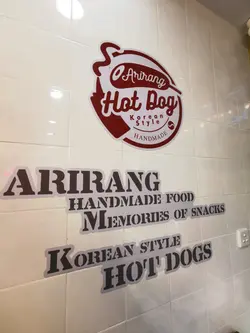 Arirang
Hot Dog
Korean
Style
HANDMADE
ARIRANG
HANDMADE FOOD
MEMORIES OF SNACKS
KOREAN STYLE
HOT DOGS